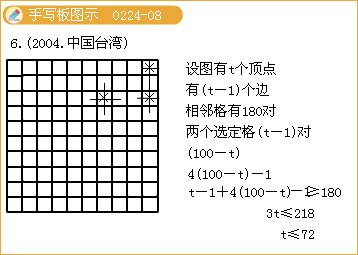 手写板图示 0224-08
6.(2004.中国台湾)
设图有t个顶点
有(t-1)个边
相邻格有180对
两个选定格(t-1)对
(100-t)
4(100-t)-1
t-1+4(100-t)-1≥180
3t≤218
t≤72